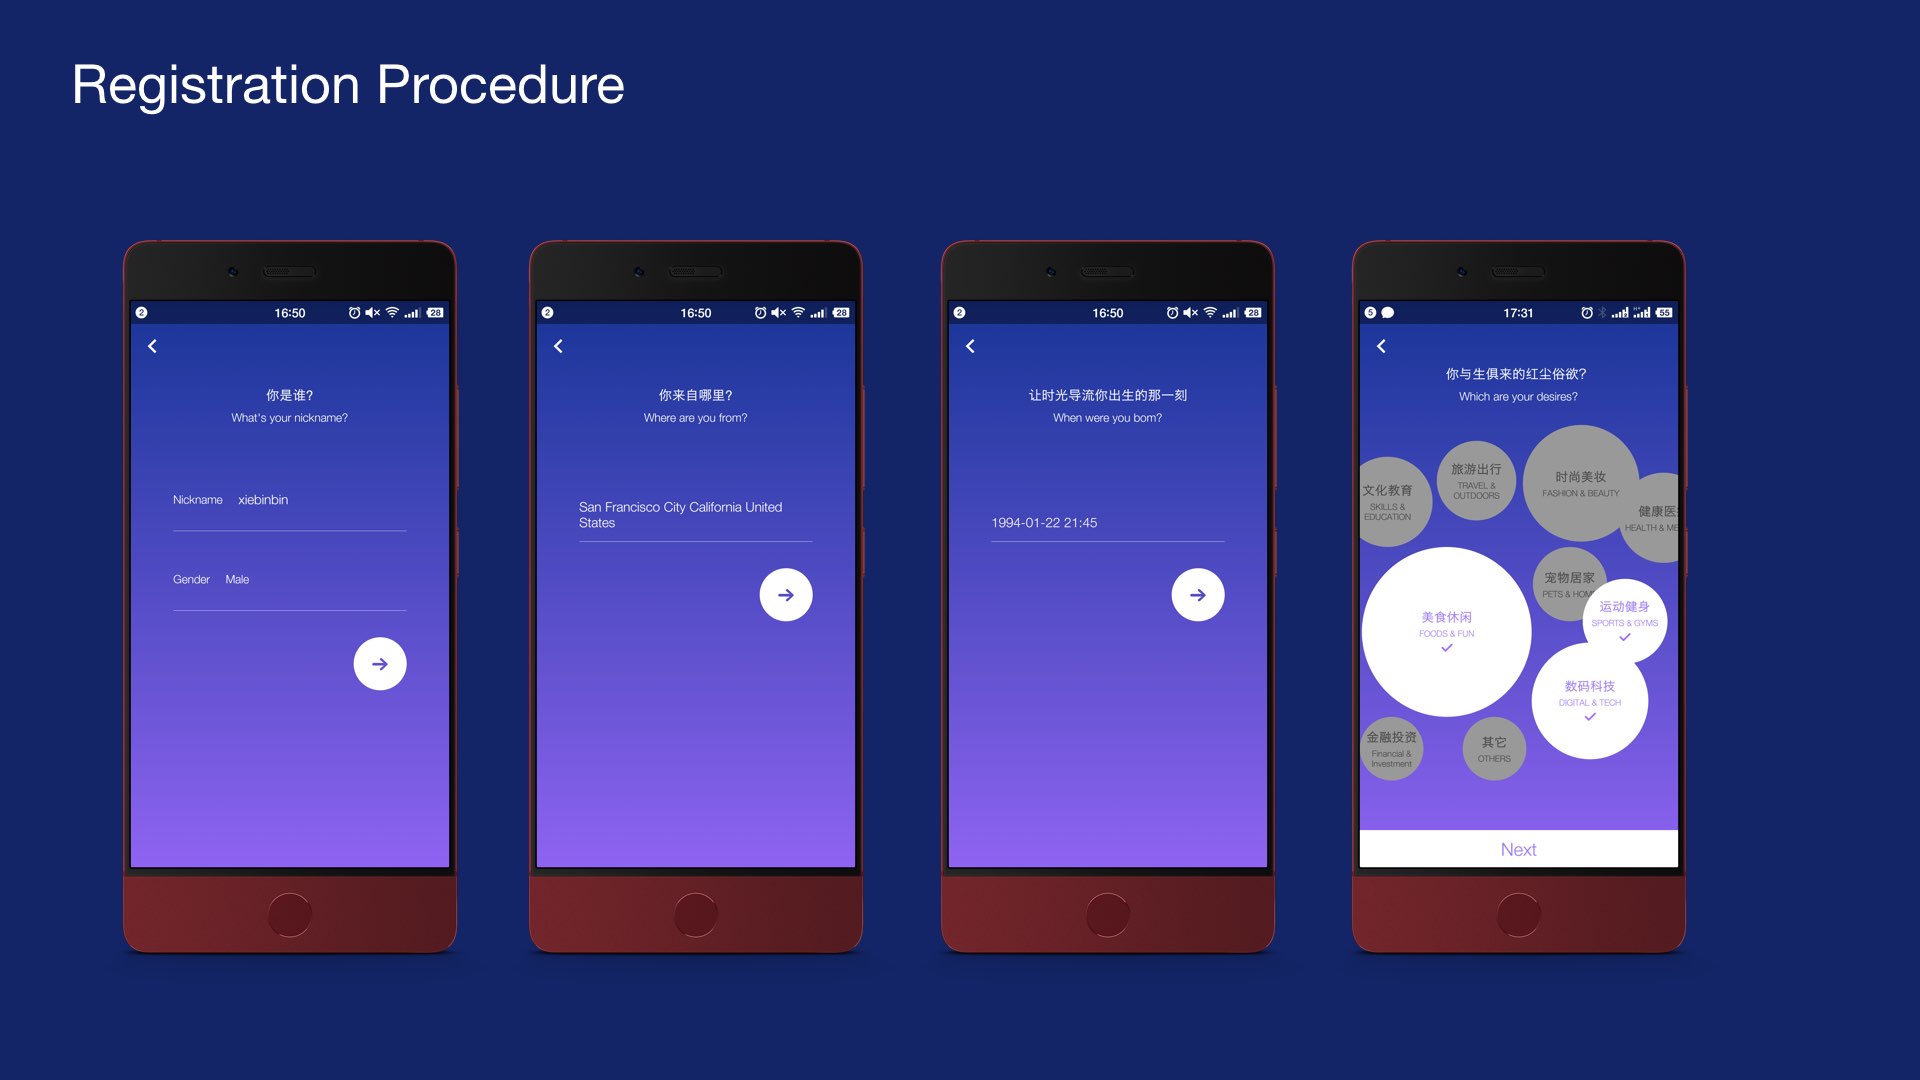 Registration Procedure
2
16:50
28
你是谁?
What's your nickname?
Nickname xiebinbin
Gender Male
2
16:50
28
你来自哪里?
Where are you from?
San Francisco City California United
States
2
16:50
28
让时光导流你出生的那一刻
When were you born?
1994-01-22 21:45
5
17:31
55
你与生俱来的红尘俗欲?
Which are your desires?
文化教育
SKILLS &
EDUCATION
旅游出行
TRAVEL &
OUTDOORS
时尚美妆
FASHION & BEAUTY
健康医
HEALTH & ME
宠物居家
PETS & HOM
运动健身
SPORTS & GYMS
美食休闲
FOODS & FUN
数码科技
DIGITAL & TECH
金融投资
Financial &
Investment
其它
OTHERS
Next